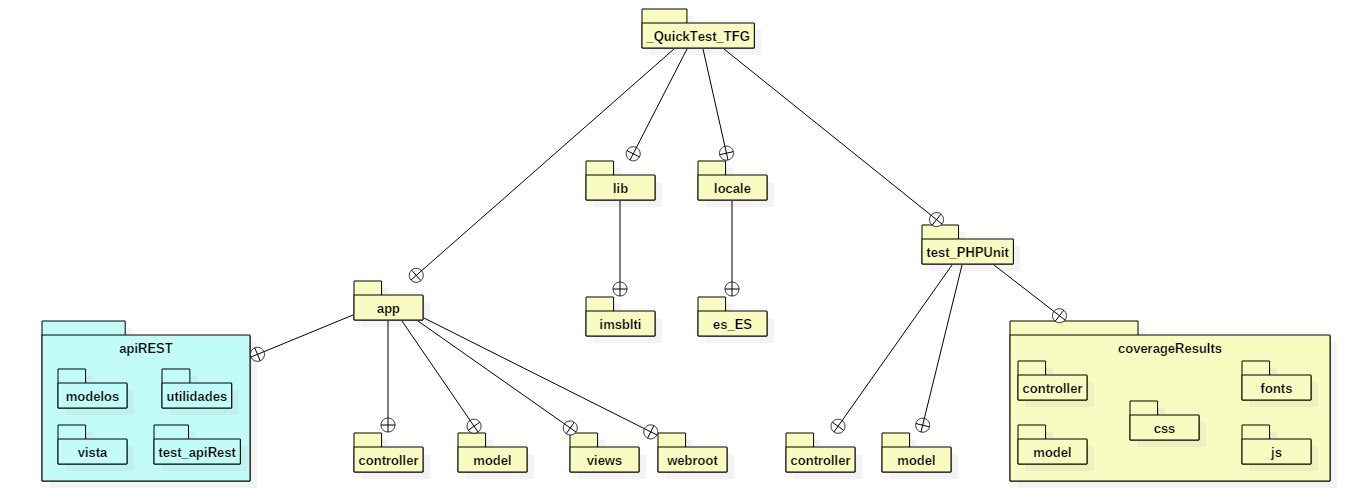 _QuickTest_TFG
lib
locale
test_PHPUnit
app
imsblti
es_ES
apiREST
modelos
utilidades
vista
test_apiRest
controller
model
views
webroot
controller
model
coverageResults
controller
fonts
css
model
js